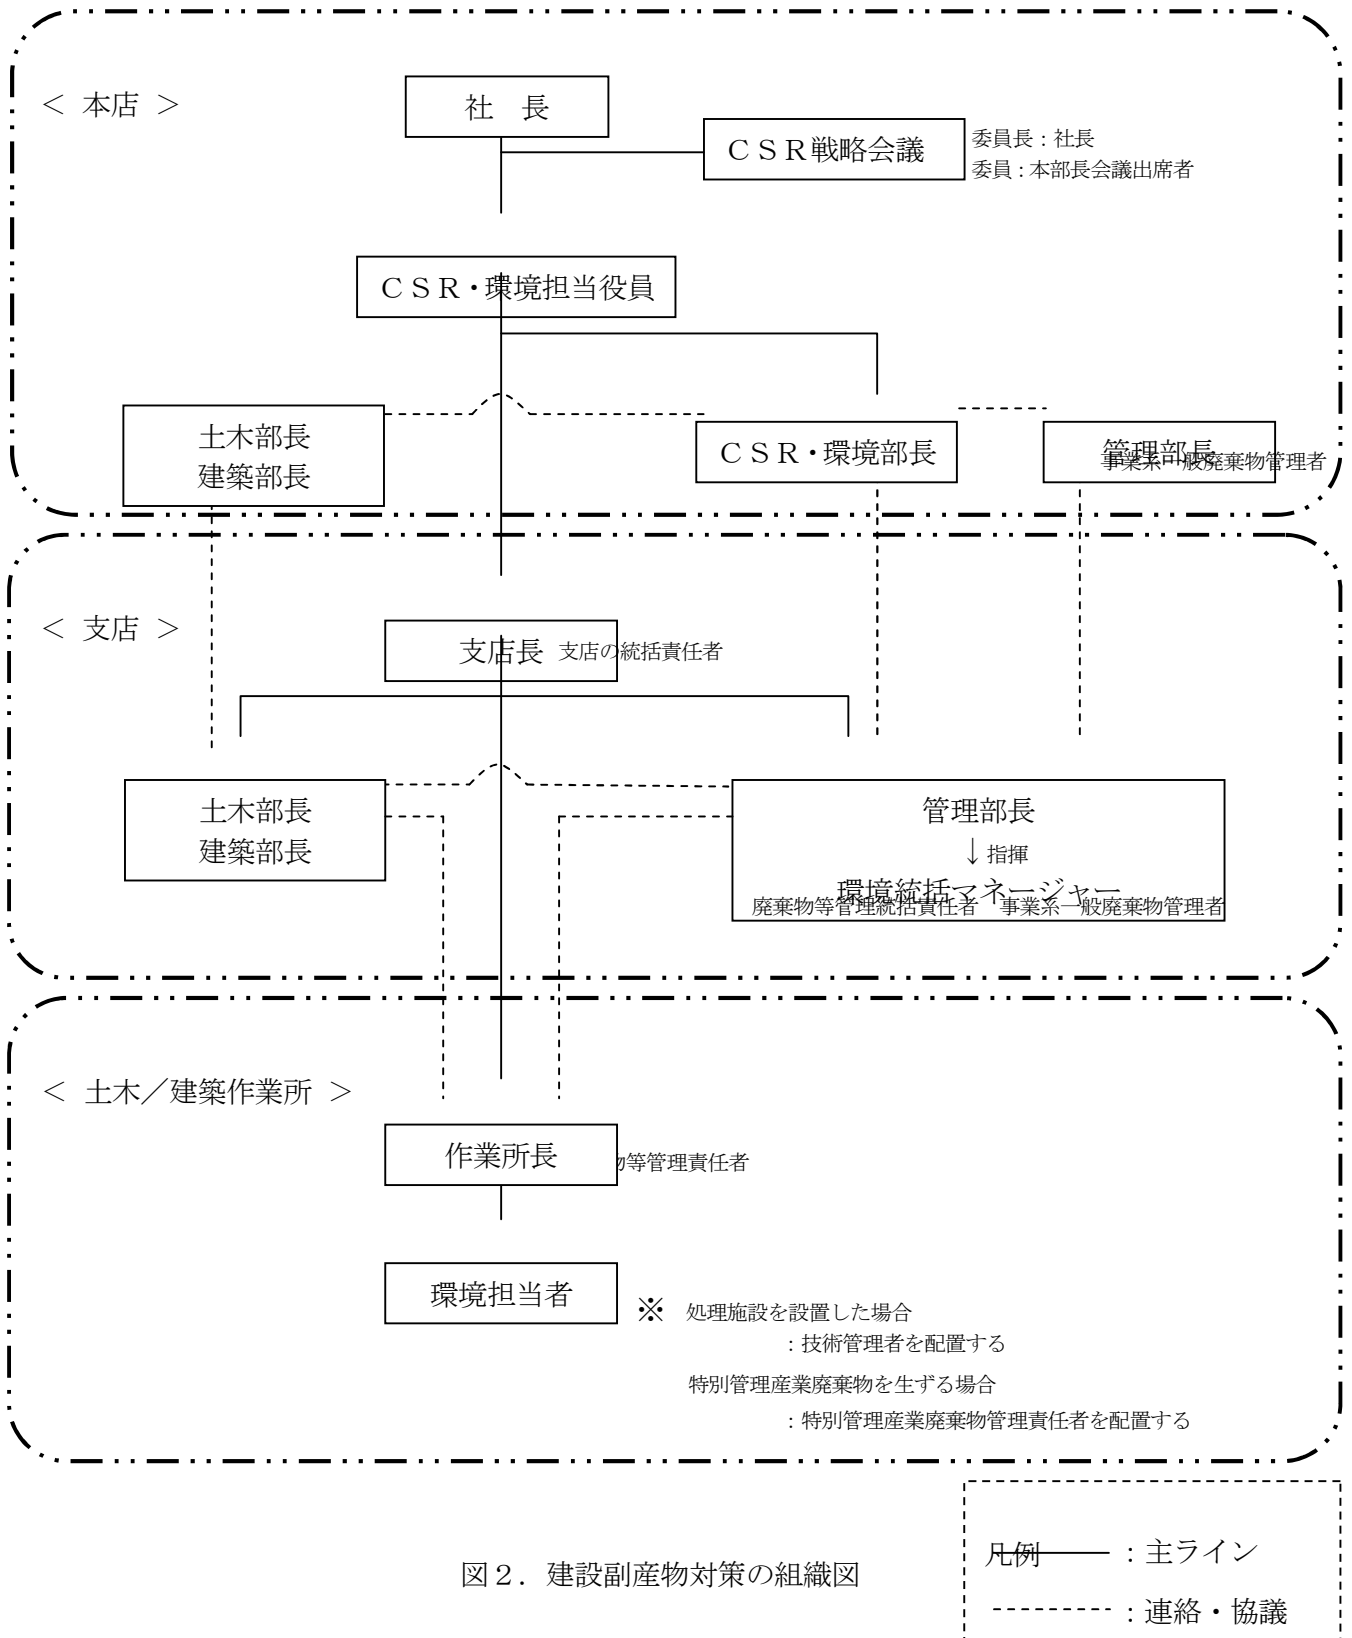 ＜ 本店 ＞
社 長
ＣＳＲ戦略会議
委員長：社長
委員：本部長会議出席者
ＣＳＲ・環境担当役員
土木部長
建築部長
ＣＳＲ・環境部長
管理部長
事業系一般廃棄物管理者
＜ 支店 ＞
支店長 支店の統括責任者
土木部長
建築部長
管理部長
↓指揮
環境統括マネージャー
廃棄物等管理統括責任者 事業系一般廃棄物管理者
＜ 土木／建築作業所 ＞
作業所長
物等管理責任者
環境担当者
※ 処理施設を設置した場合
：技術管理者を配置する
特別管理産業廃棄物を生ずる場合
：特別管理産業廃棄物管理責任者を配置する
凡例 ：主ライン
：連絡・協議
図２．建設副産物対策の組織図